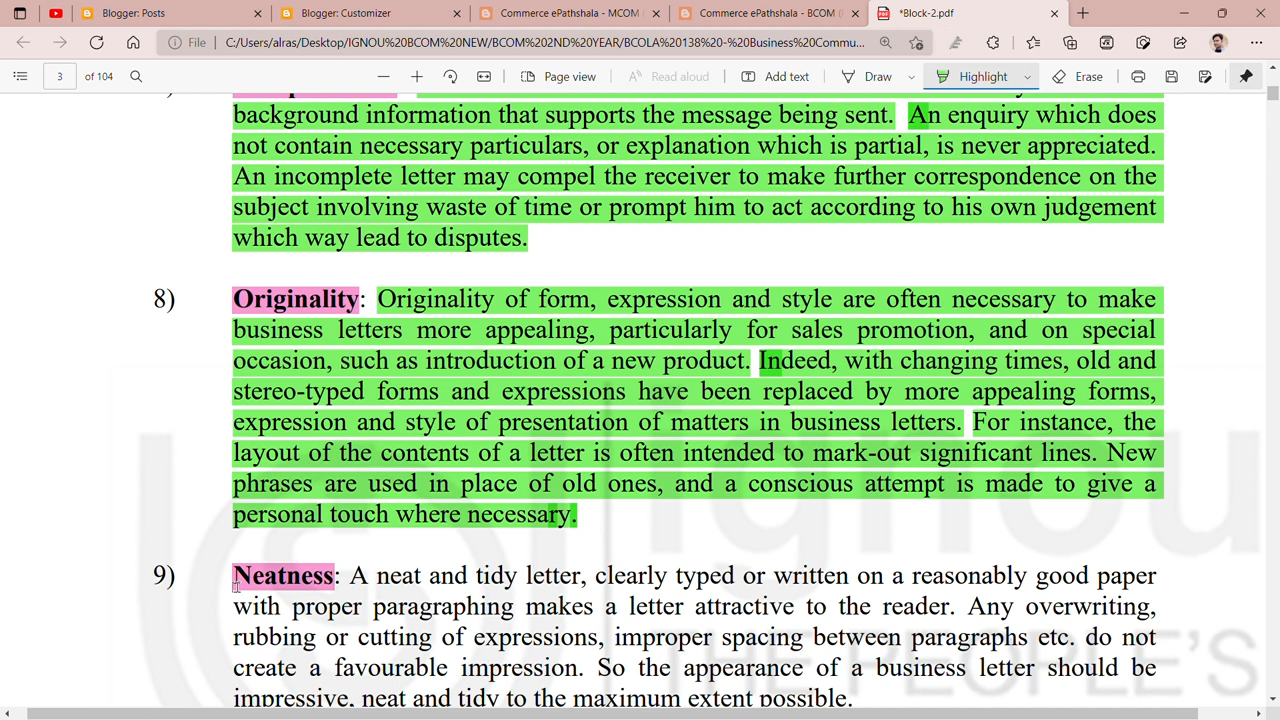 Blogger: Posts
Blogger: Customizer
Commerce ePathshala - MCOM (
Commerce ePathshala - BCOM (I
*Block-2.pdf
File
C:/Users/alras/Desktop/IGNOU%20BCOM%20NEW/BCOM%202ND%20YEAR/BCOLA%20138%20-%20Business%20Commu...
3
of 104
Page view
Read aloud
Add text
Draw
Highlight
Erase
background information that supports the message being sent. An enquiry which does
not contain necessary particulars, or explanation which is partial, is never appreciated.
An incomplete letter may compel the receiver to make further correspondence on the
subject involving waste of time or prompt him to act according to his own judgement
which way lead to disputes.
8) Originality: Originality of form, expression and style are often necessary to make
business letters more appealing, particularly for sales promotion, and on special
occasion, such as introduction of a new product. Indeed, with changing times, old and
stereo-typed forms and expressions have been replaced by more appealing forms,
expression and style of presentation of matters in business letters. For instance, the
layout of the contents of a letter is often intended to mark-out significant lines. New
phrases are used in place of old ones, and a conscious attempt is made to give a
personal touch where necessary.
9) Neatness: A neat and tidy letter, clearly typed or written on a reasonably good paper
with proper paragraphing makes a letter attractive to the reader. Any overwriting,
rubbing or cutting of expressions, improper spacing between paragraphs etc. do not
create a favourable impression. So the appearance of a business letter should be
impressive, neat and tidy to the maximum extent possible.
ignou
THE PEOPLE'S